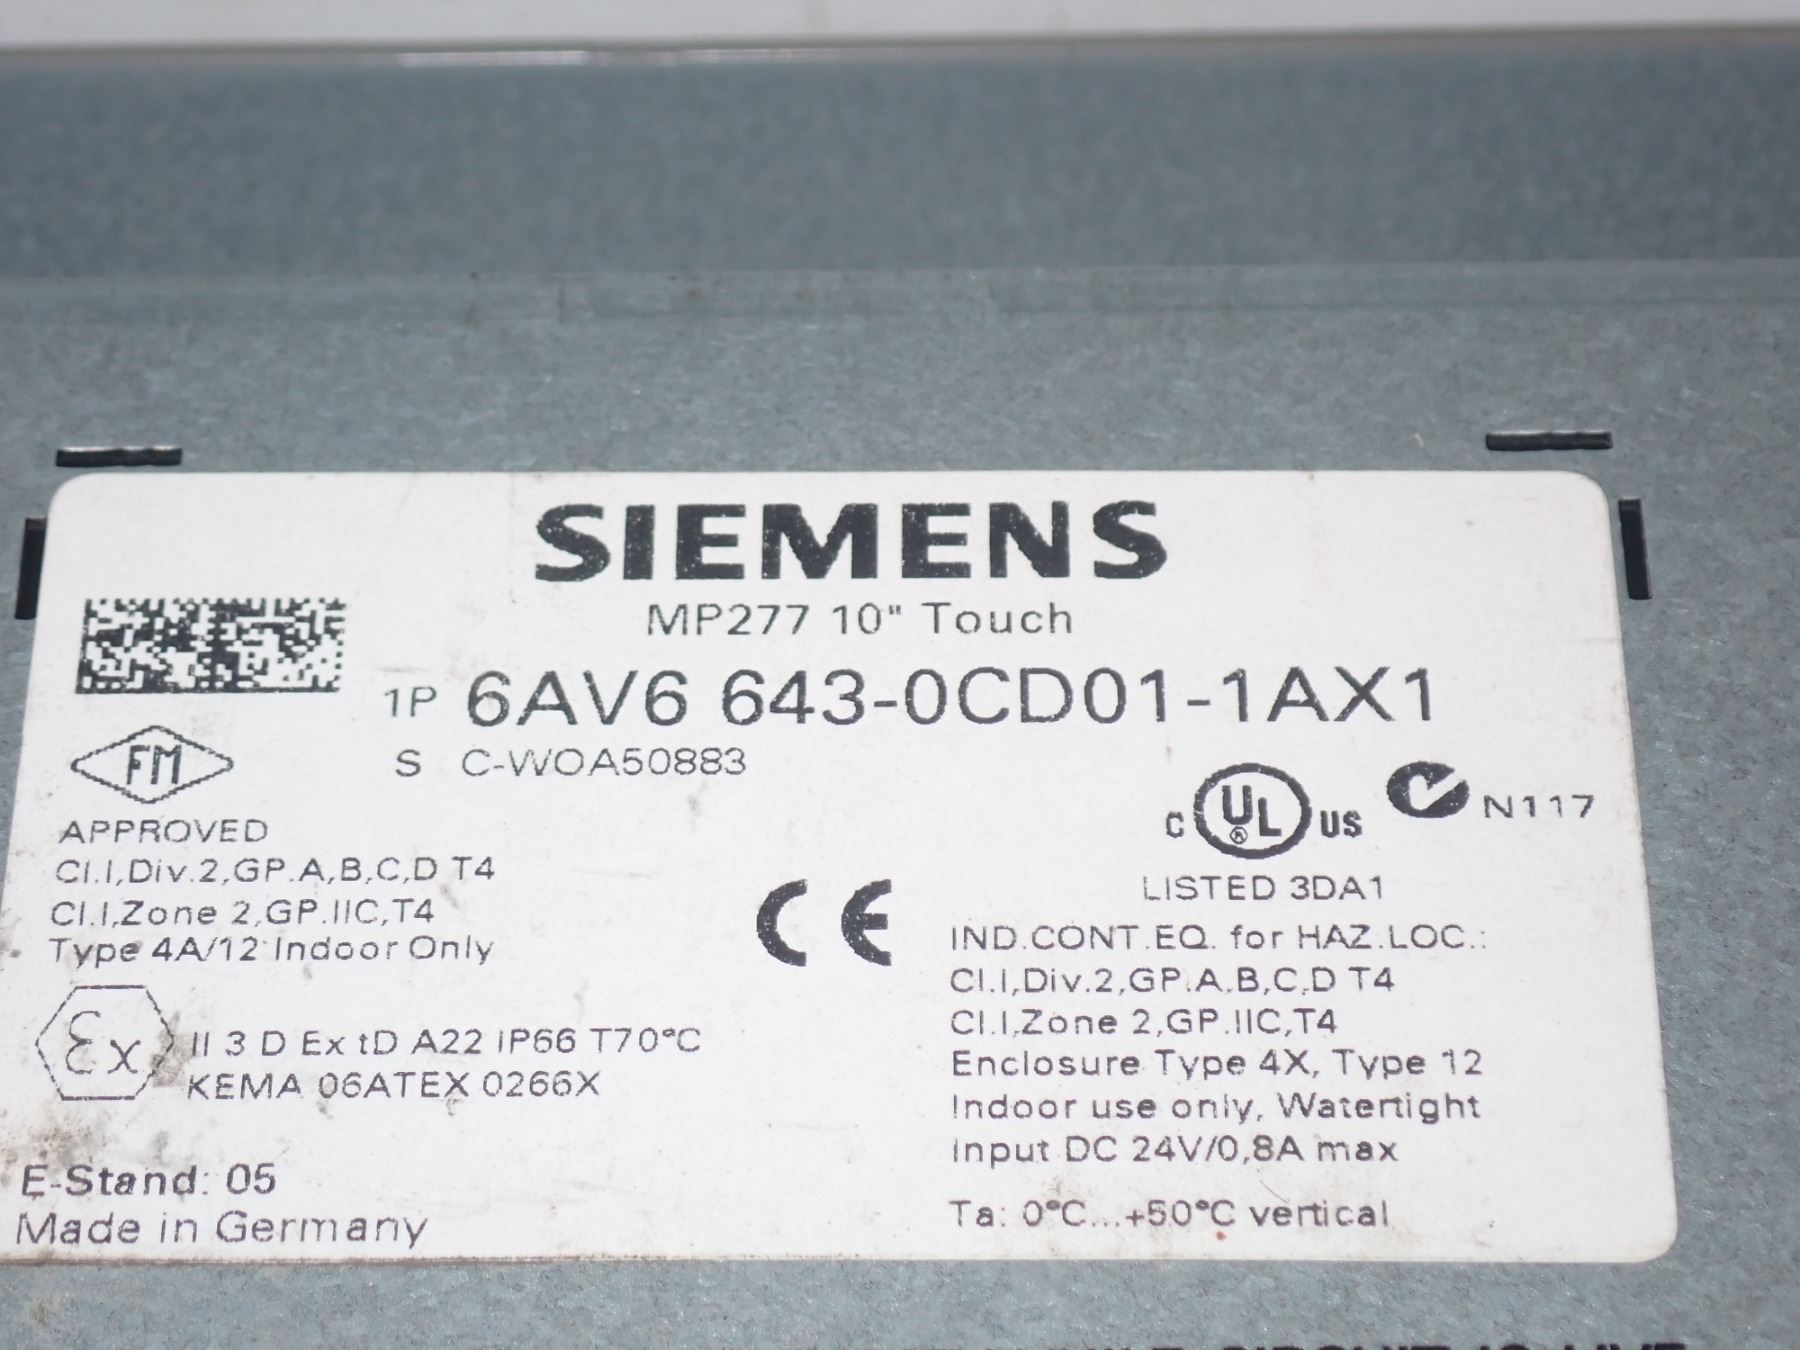 SIEMENS
MP277 10" Touch
1P 6AV6 643-0CD01-1AX1
S C-WOA50883
FM
APPROVED
Cl.I,Div.2,GP.A,B,C,D T4
Cl.I,Zone 2,GP.IIC,T4
Type 4A/12 Indoor Only
Ex II 3 D Ex tD A22 IP66 T70°C
KEMA 06ATEX 0266X
E-Stand: 05
Made in Germany
CE
C UL ® US N117
LISTED 3DA1
IND.CONT.EQ. for HAZ.LOC.:
Cl.I,Div.2,GP.A,B,C,D T4
Cl.I,Zone 2,GP.IIC,T4
Enclosure Type 4X, Type 12
Indoor use only, Watertight
Input DC 24V/0,8A max
Ta: 0°C...+50°C vertical
CIRCUIT IS LIVE